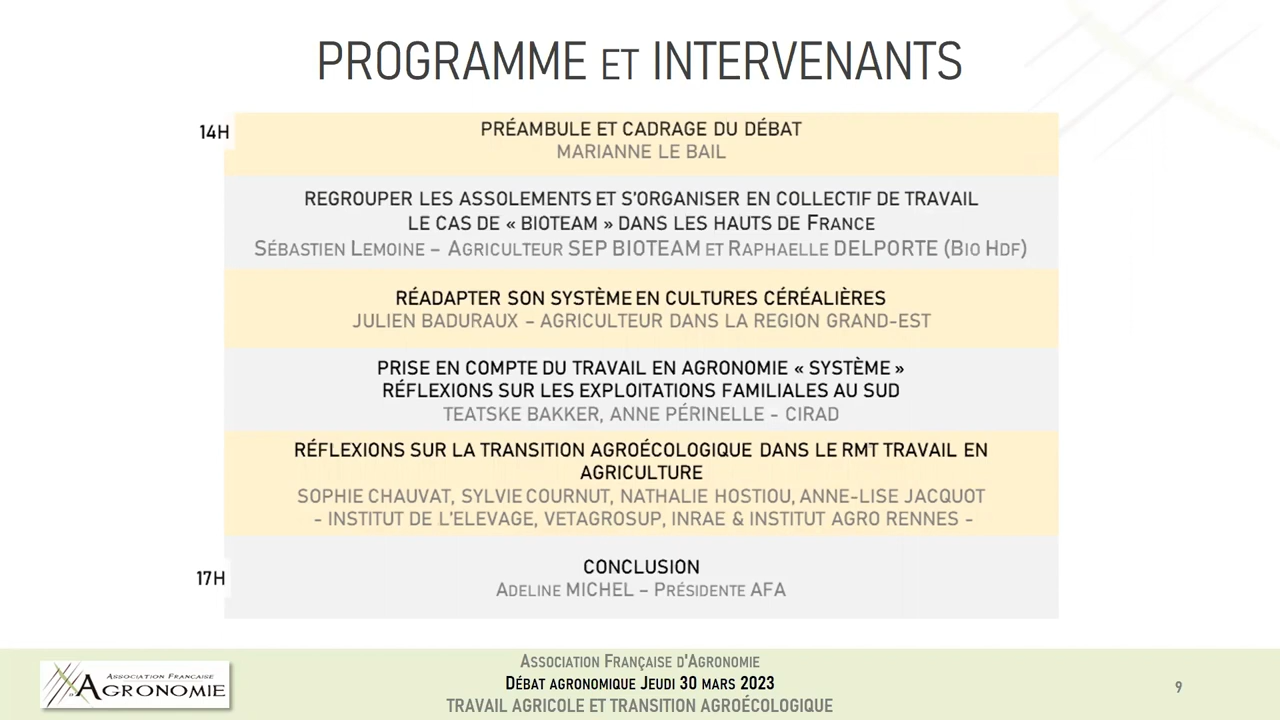 PROGRAMME ET INTERVENANTS
14H
PRÉAMBULE ET CADRAGE DU DÉBAT
MARIANNE LE BAIL
REGROUPER LES ASSOLEMENTS ET S'ORGANISER EN COLLECTIF DE TRAVAIL
LE CAS DE « BIOTEAM » DANS LES HAUTS DE FRANCE
SÉBASTIEN LEMOINE – AGRICULTEUR SEP BIOTEAM ET RAPHAELLE DELPORTE (BIO HDF)
RÉADAPTER SON SYSTÈME EN CULTURES CÉRÉALIÈRES
JULIEN BADURAUX – AGRICULTEUR DANS LA REGION GRAND-EST
PRISE EN COMPTE DU TRAVAIL EN AGRONOMIE « SYSTÈME »
RÉFLEXIONS SUR LES EXPLOITATIONS FAMILIALES AU SUD
TEATSKE BAKKER, ANNE PÉRINELLE - CIRAD
RÉFLEXIONS SUR LA TRANSITION AGROÉCOLOGIQUE DANS LE RMT TRAVAIL EN
AGRICULTURE
SOPHIE CHAUVAT, SYLVIE COURNUT, NATHALIE HOSTIOU, ANNE-LISE JACQUOT
- INSTITUT DE L'ELEVAGE, VETAGROSUP, INRAE & INSTITUT AGRO RENNES -
17H
CONCLUSION
ADELINE MICHEL – PRÉSIDENTE AFA
ASSOCIATION FRANÇAISE
AGRONOMIE
ASSOCIATION FRANÇAISE D'AGRONOMIE
DÉBAT AGRONOMIQUE JEUDI 30 MARS 2023
TRAVAIL AGRICOLE ET TRANSITION AGROÉCOLOGIQUE
9